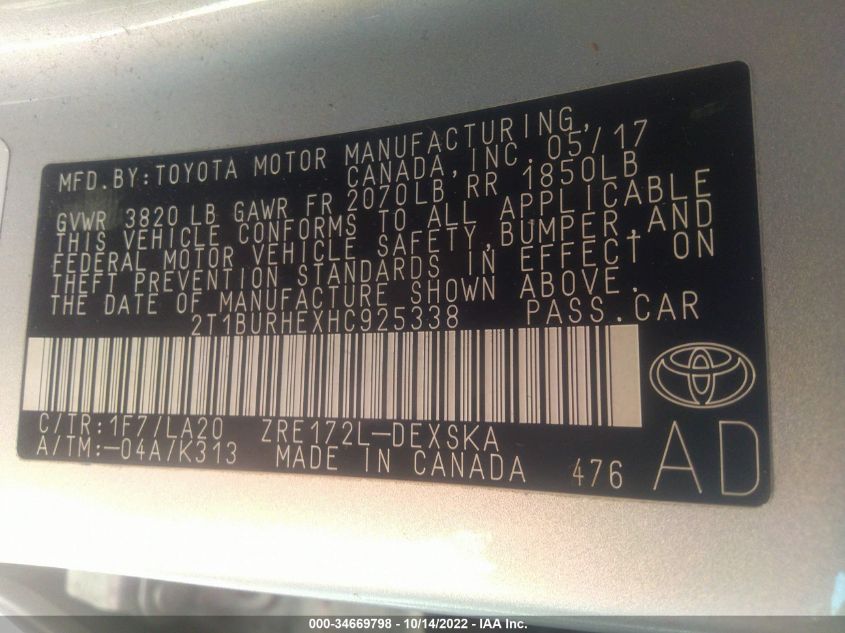 MFD.BY:TOYOTA MOTOR MANUFACTURING,
CANADA,INC. 05/17
GVWR 3820 LB GAWR FR 2070LB RR 1850LB
THIS VEHICLE CONFORMS TO ALL APPLICABLE
FEDERAL MOTOR VEHICLE SAFETY,BUMPER,AND
THEFT PREVENTION STANDARDS IN EFFECT ON
THE DATE OF MANUFACTURE SHOWN ABOVE.
2T1BURHEXHC925338 PASS.CAR
C/TR:1F7/LA20 ZRE172L-DEXSKA
A/TM:-04A/K313 MADE IN CANADA 476 AD
000-34669798 - 10/14/2022 - IAA Inc.